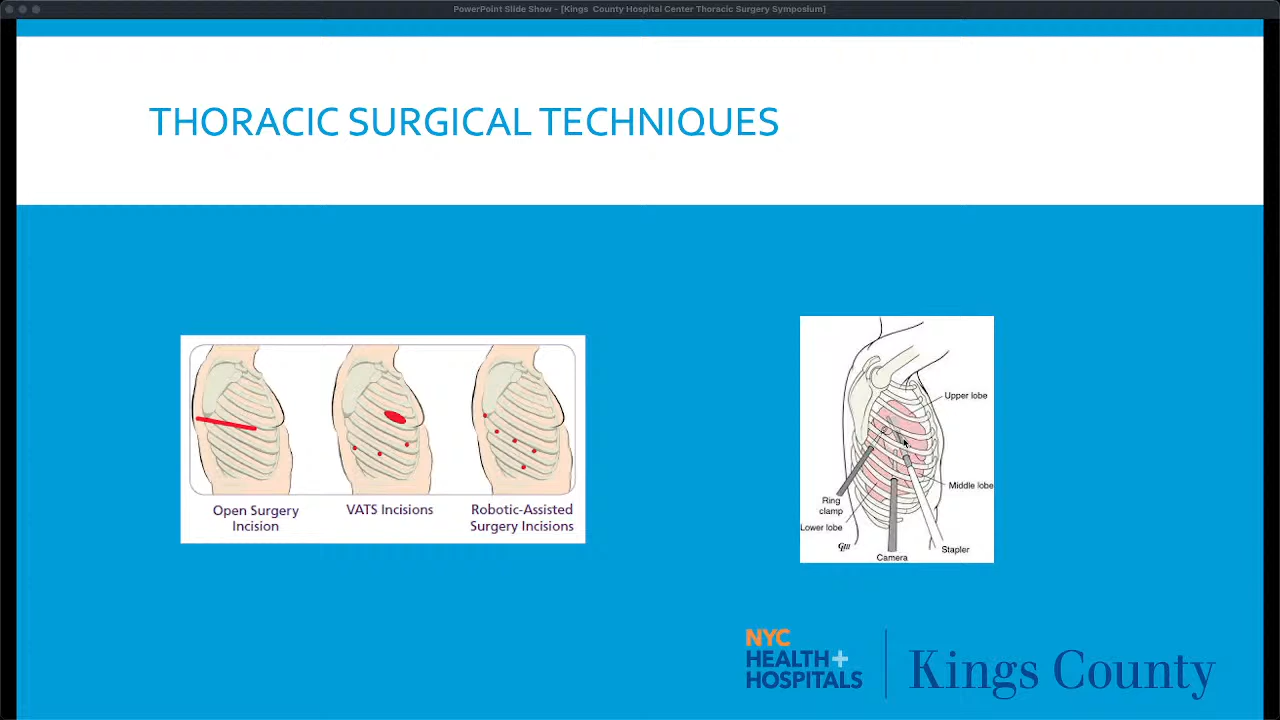 PowerPoint Slide Show - [Kings  County Hospital Center Thoracic Surgery Symposium]
THORACIC SURGICAL TECHNIQUES
Open Surgery
Incision
VATS Incisions
Robotic-Assisted
Surgery Incisions
Upper lobe
Middle lobe
Ring
clamp
Lower lobe
Stapler
Camera
NYC
HEALTH+
HOSPITALS
Kings County